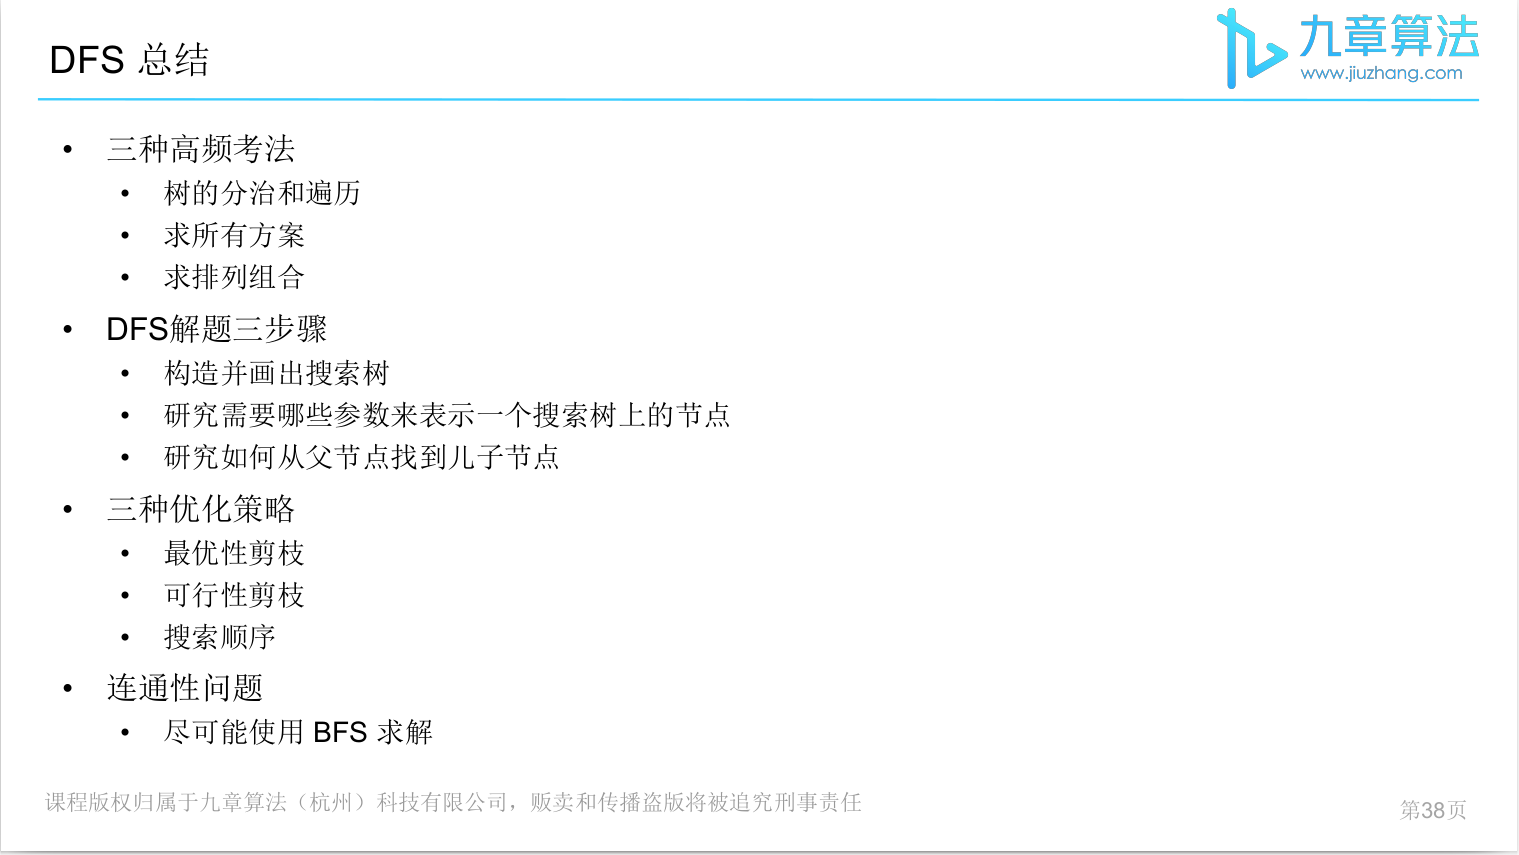 DFS 总结
九章算法
www.jiuzhang.com
• 三种高频考法
• 树的分治和遍历
• 求所有方案
• 求排列组合
• DFS解题三步骤
• 构造并画出搜索树
• 研究需要哪些参数来表示一个搜索树上的节点
• 研究如何从父节点找到儿子节点
• 三种优化策略
• 最优性剪枝
• 可行性剪枝
• 搜索顺序
• 连通性问题
• 尽可能使用 BFS 求解
课程版权归属于九章算法（杭州）科技有限公司，贩卖和传播盗版将被追究刑事责任
第38页